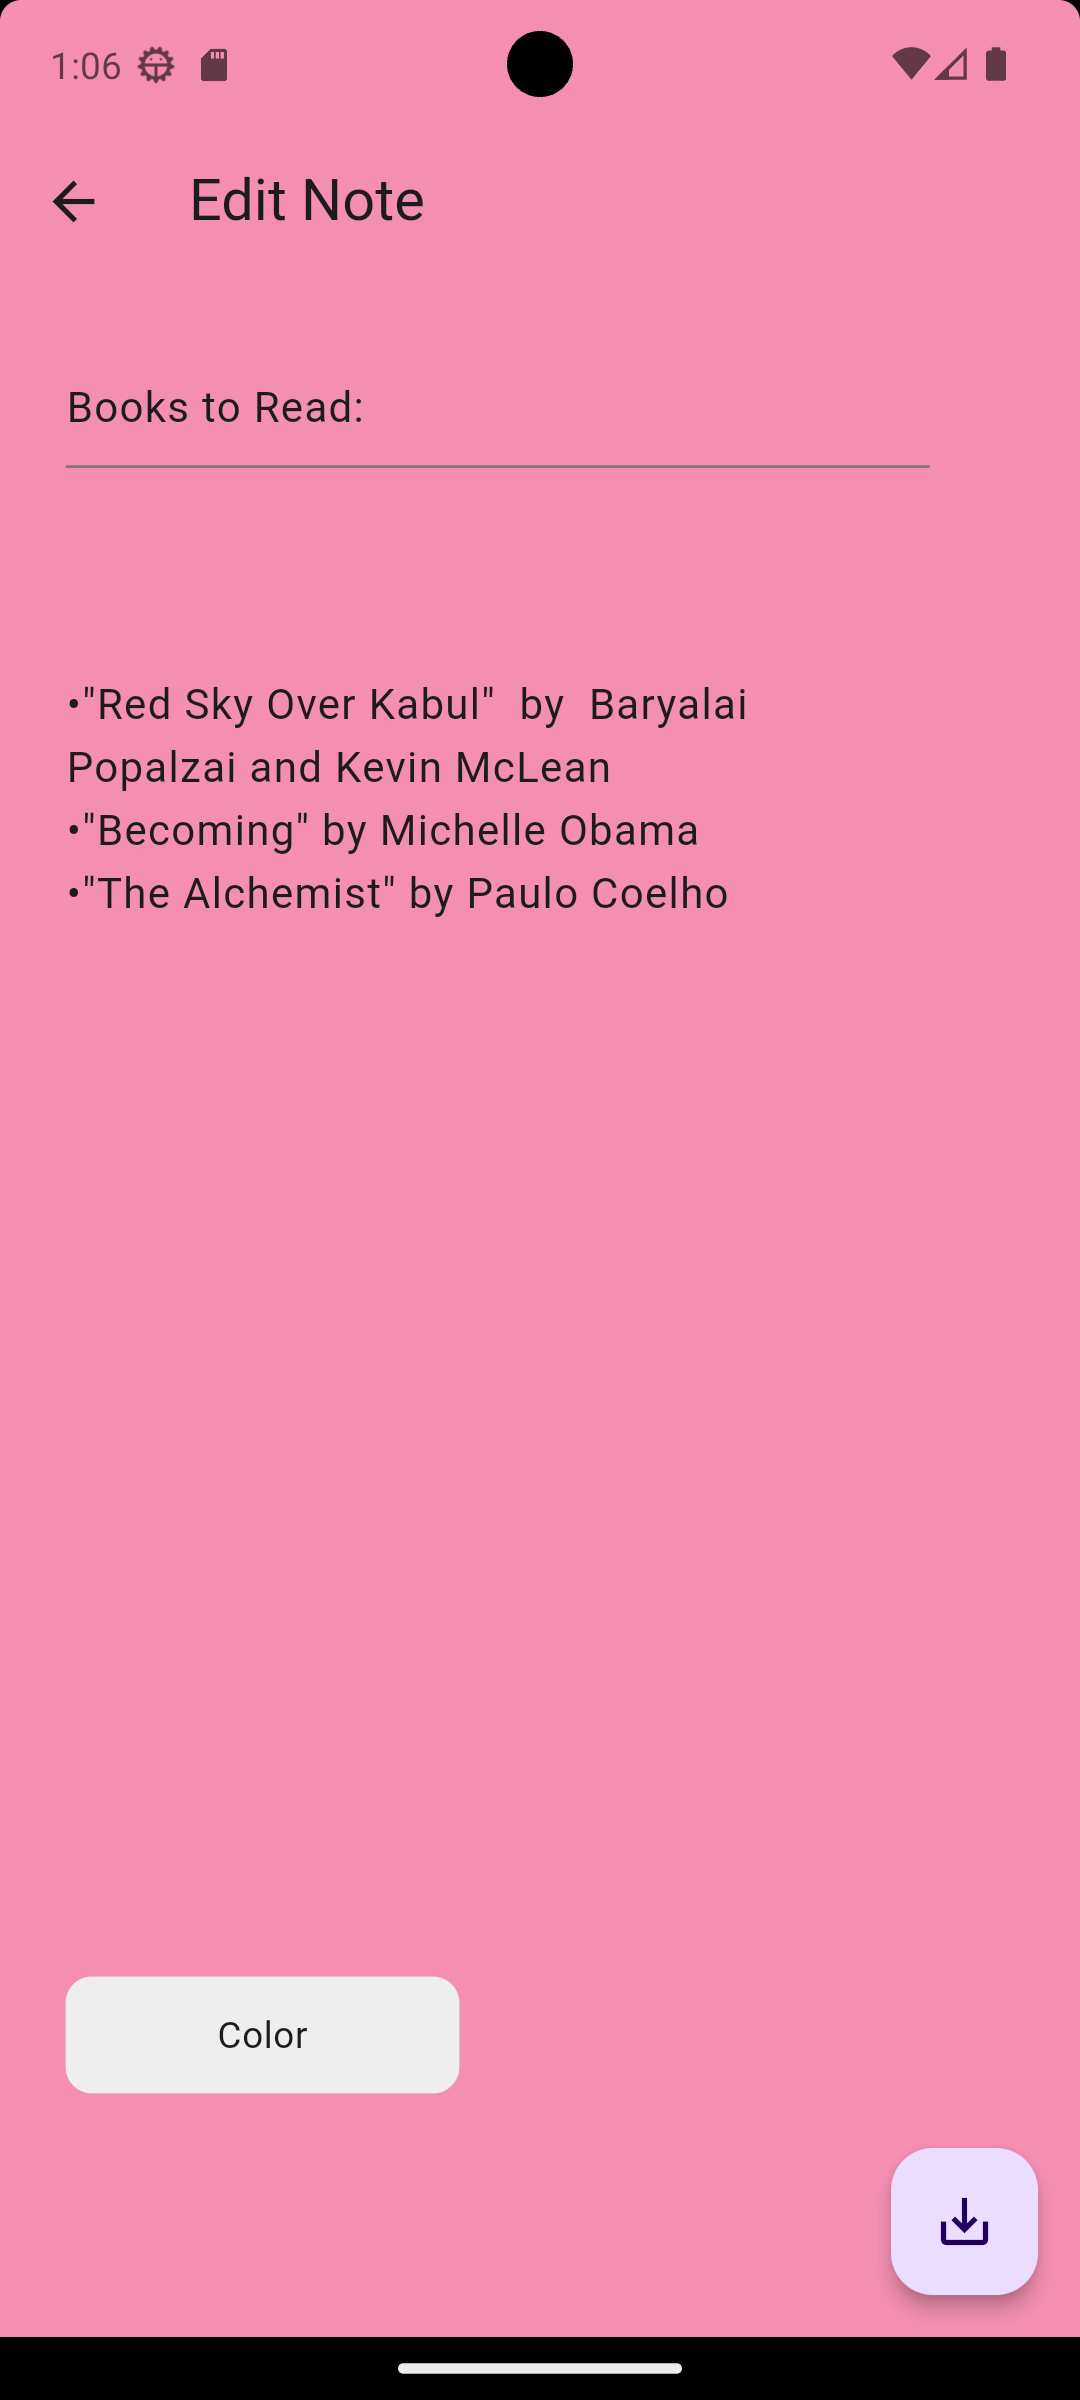 1:06
Edit Note
Books to Read:
•"Red Sky Over Kabul"  by  Baryalai
Popalzai and Kevin McLean
•"Becoming" by Michelle Obama
•"The Alchemist" by Paulo Coelho
Color